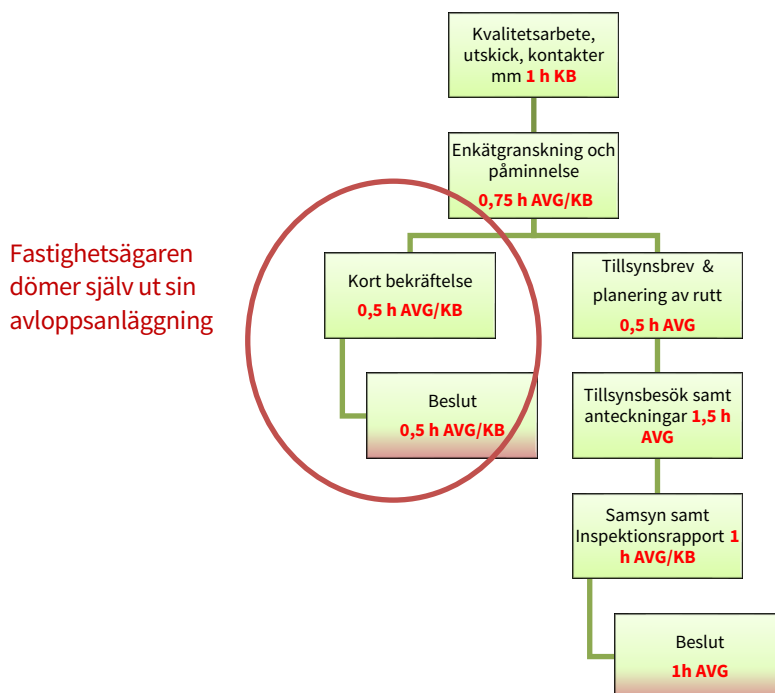 Kvalitetsarbete,
utskick, kontakter
mm 1 h KB
Enkätgranskning och
påminnelse
0,75 h AVG/KB
Fastighetsägaren
dömer själv ut sin
avloppsanläggning
Kort bekräftelse
0,5 h AVG/KB
Beslut
0,5 h AVG/KB
Tillsynsbrev &
planering av rutt
0,5 h AVG
Tillsynsbesök samt
anteckningar 1,5 h
AVG
Samsyn samt
Inspektionsrapport 1
h AVG/KB
Beslut
1h AVG